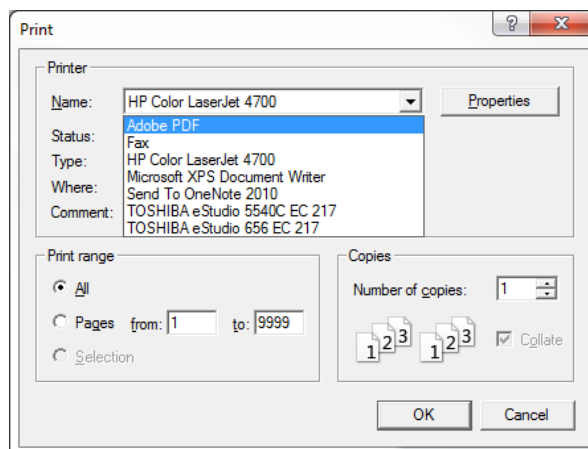 Print
Printer
Name: HP Color LaserJet 4700 Properties
Adobe PDF
Status:
Fax
Type: HP Color LaserJet 4700
Microsoft XPS Document Writer
Where: Send To OneNote 2010
Comment: TOSHIBA eStudio 5540C EC 217
TOSHIBA eStudio 656 EC 217
Print range
All
Pages from: 1 to: 9999
Selection
Copies
Number of copies: 1
1 2 3 1 2 3
Collate
OK Cancel